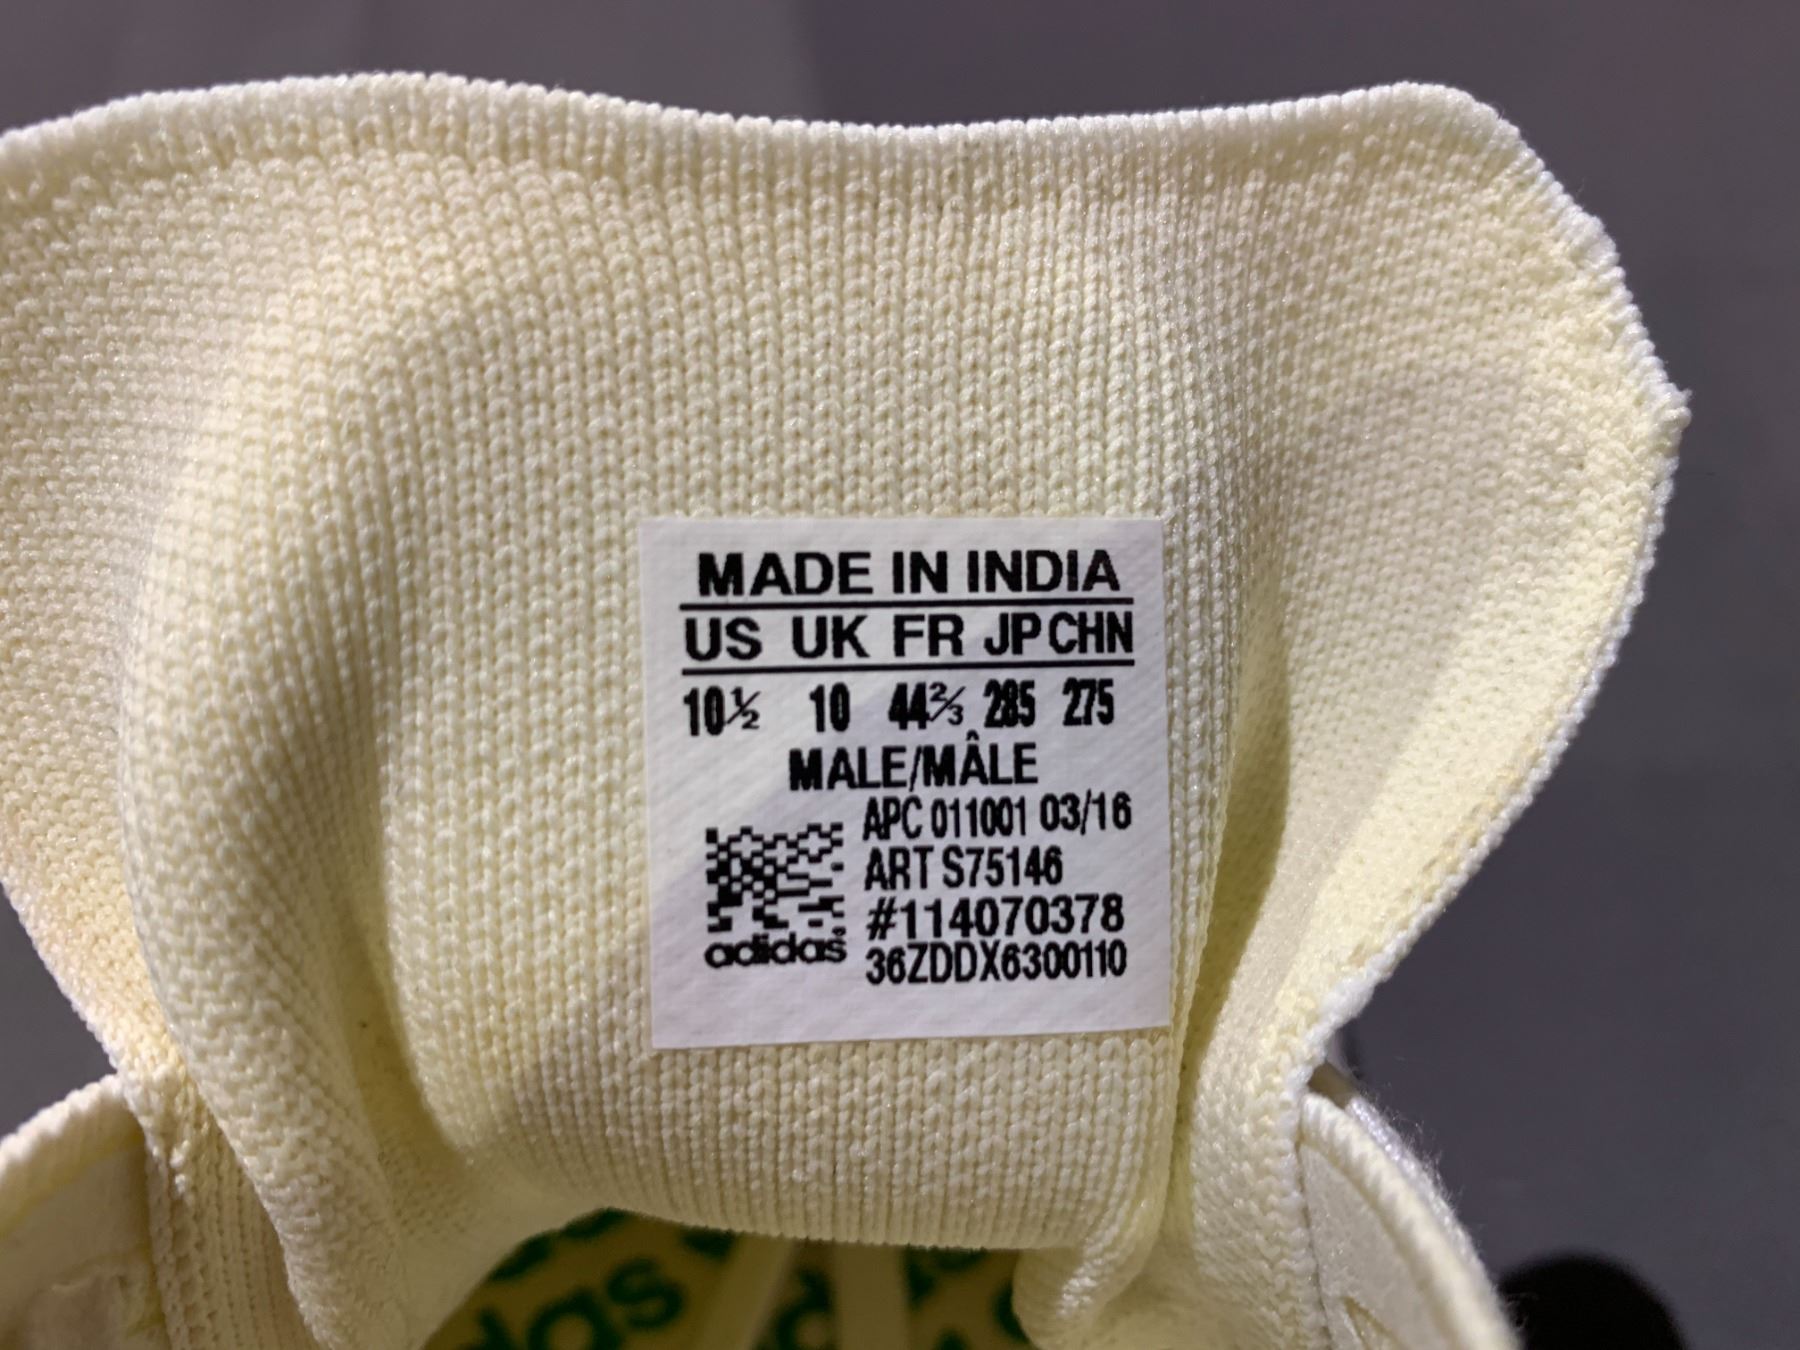 MADE IN INDIA
US UK FR JP CHN
10½ 10 44⅔ 285 275
MALE/MÂLE
APC 011001 03/16
ART S75146
#114070378
36ZDDX6300110
adidas
das